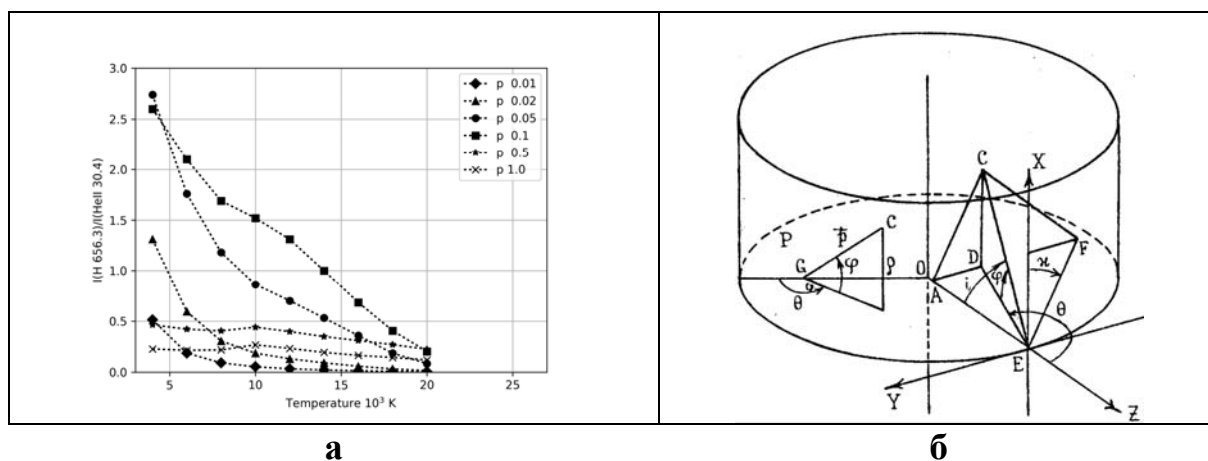 3.0
2.5
2.0
1.5
1.0
0.5
0.0
I(H 656.3)/I((HeII 30.4)
p 0.01
p 0.02
p 0.05
p 0.1
p 0.5
p 1.0
5 10 15 20 25
Temperature 10³ K
C X
P p C F
G φ ρ O D ϰ
θ A i φ θ
E
Y Z
а б